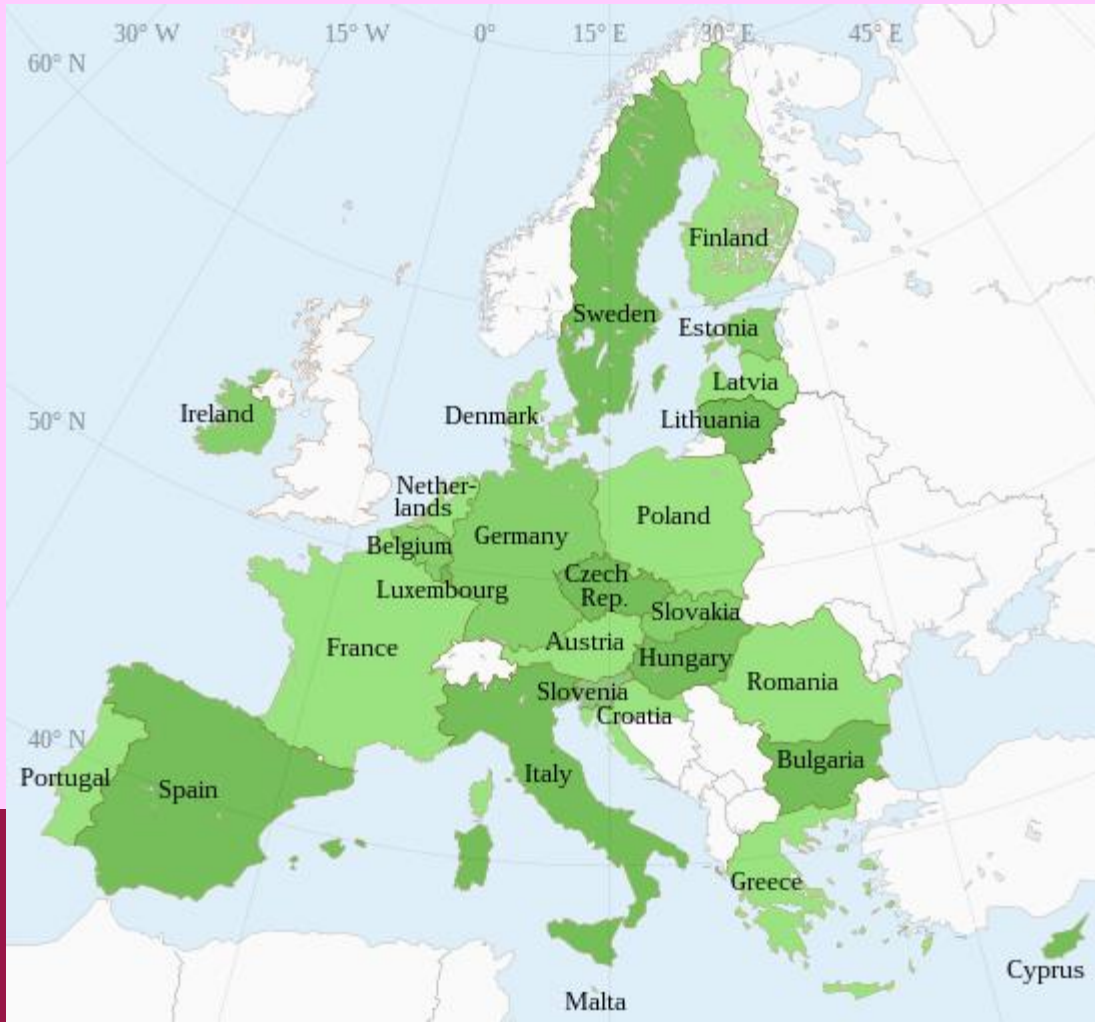 30° W
15° W
0°
15° E
30° E
45° E
60° N
Finland
Sweden
Estonia
Latvia
Ireland
Denmark
Lithuania
50° N
Nether-
lands
Poland
Germany
Belgium
Czech
Rep.
Luxembourg
Slovakia
Austria
France
Hungary
Romania
Slovenia
Croatia
40° N
Bulgaria
Italy
Portugal
Spain
Greece
Cyprus
Malta